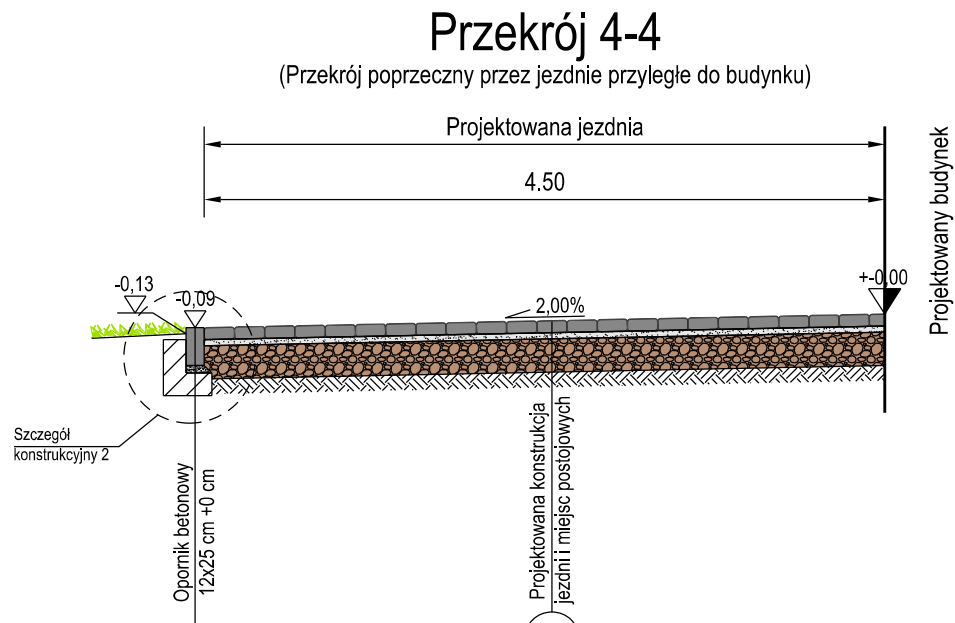 Przekrój 4-4
(Przekrój poprzeczny przez jezdnie przyległe do budynku)
Projektowana jezdnia
4.50
Projektowany budynek
-0,13
-0,09
2,00%
+-0,00
Szczegół
konstrukcyjny 2
Opornik betonowy
12x25 cm +0 cm
Projektowana konstrukcja
jezdni i miejsc postojowych